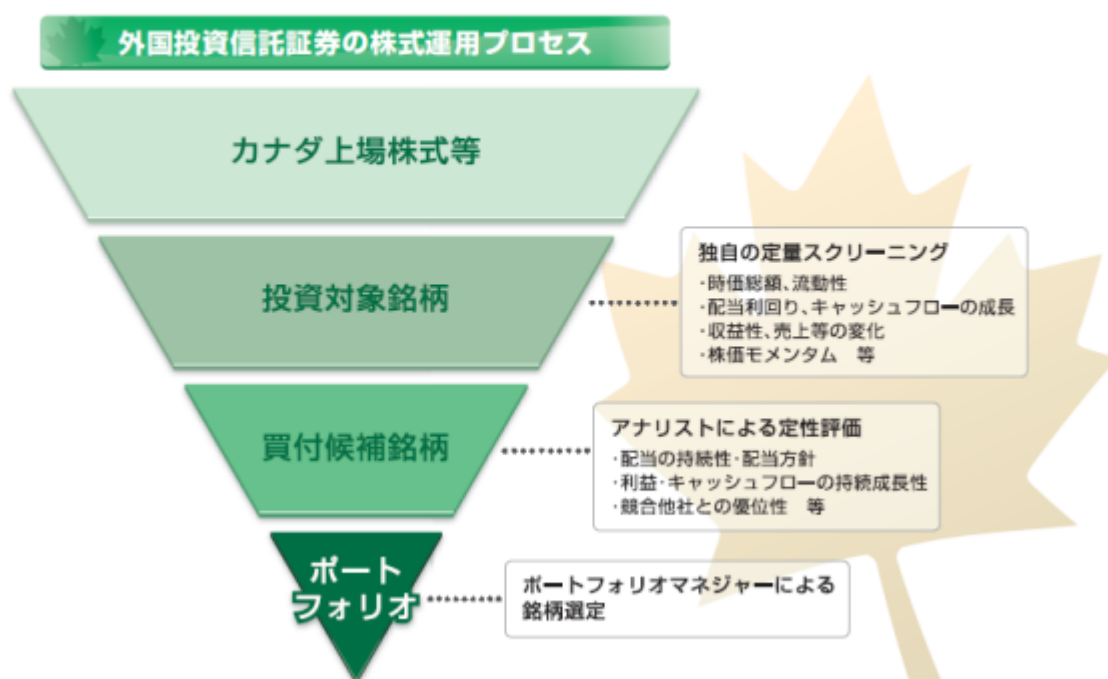 外国投資信託証券の株式運用プロセス
カナダ上場株式等
投資対象銘柄
独自の定量スクリーニング
・時価総額、流動性
・配当利回り、キャッシュフローの成長
・収益性、売上等の変化
・株価モメンタム　等
買付候補銘柄
アナリストによる定性評価
・配当の持続性・配当方針
・利益・キャッシュフローの持続成長性
・競合他社との優位性　等
ポート
フォリオ
ポートフォリオマネジャーによる
銘柄選定